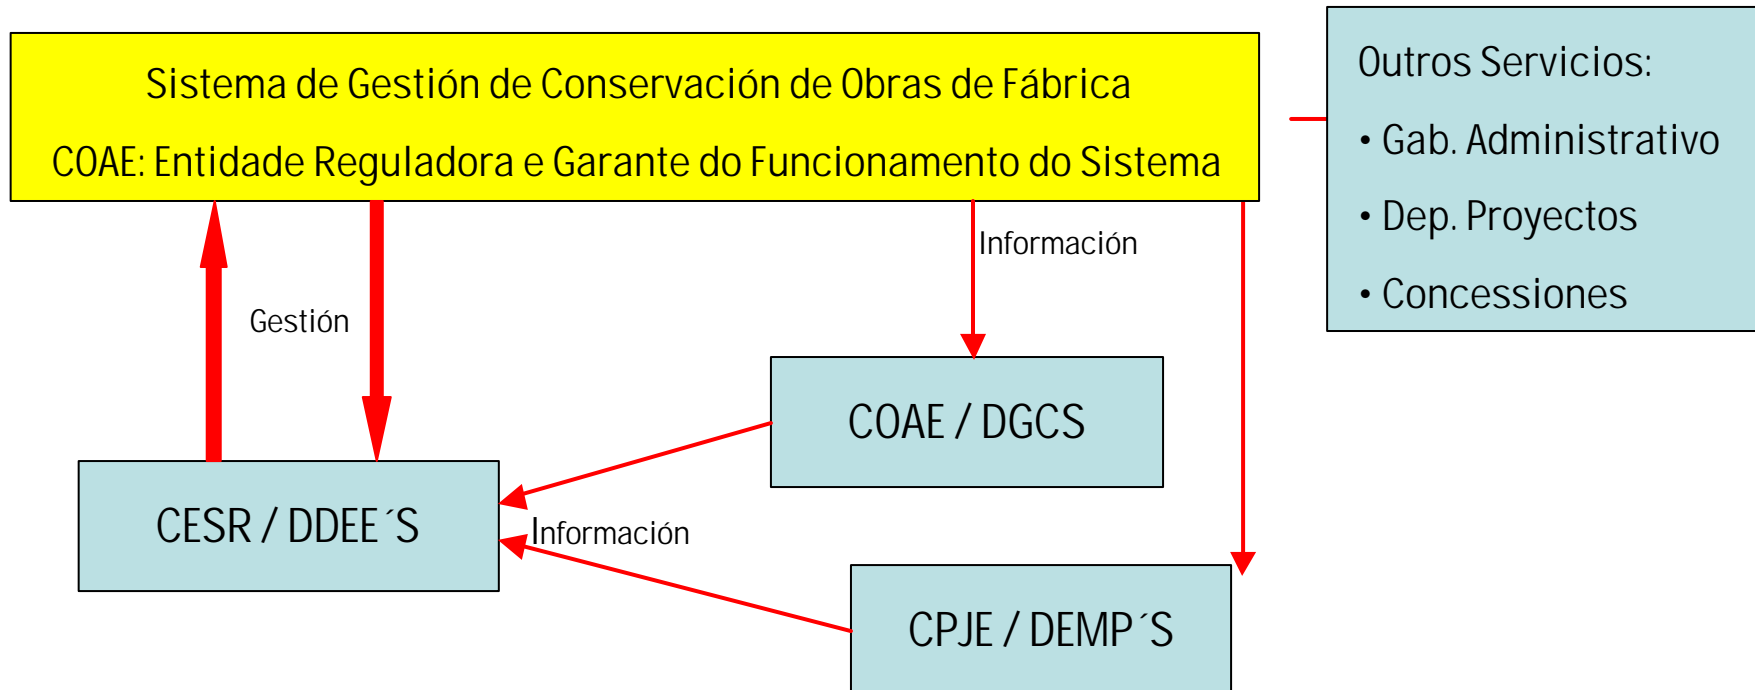 Sistema de Gestión de Conservación de Obras de Fábrica
COAE: Entidade Reguladora e Garante do Funcionamento do Sistema
Outros Servicios:
• Gab. Administrativo
• Dep. Proyectos
• Concessiones
Información
Gestión
COAE / DGCS
CESR / DDEE´S
Información
CPJE / DEMP´S